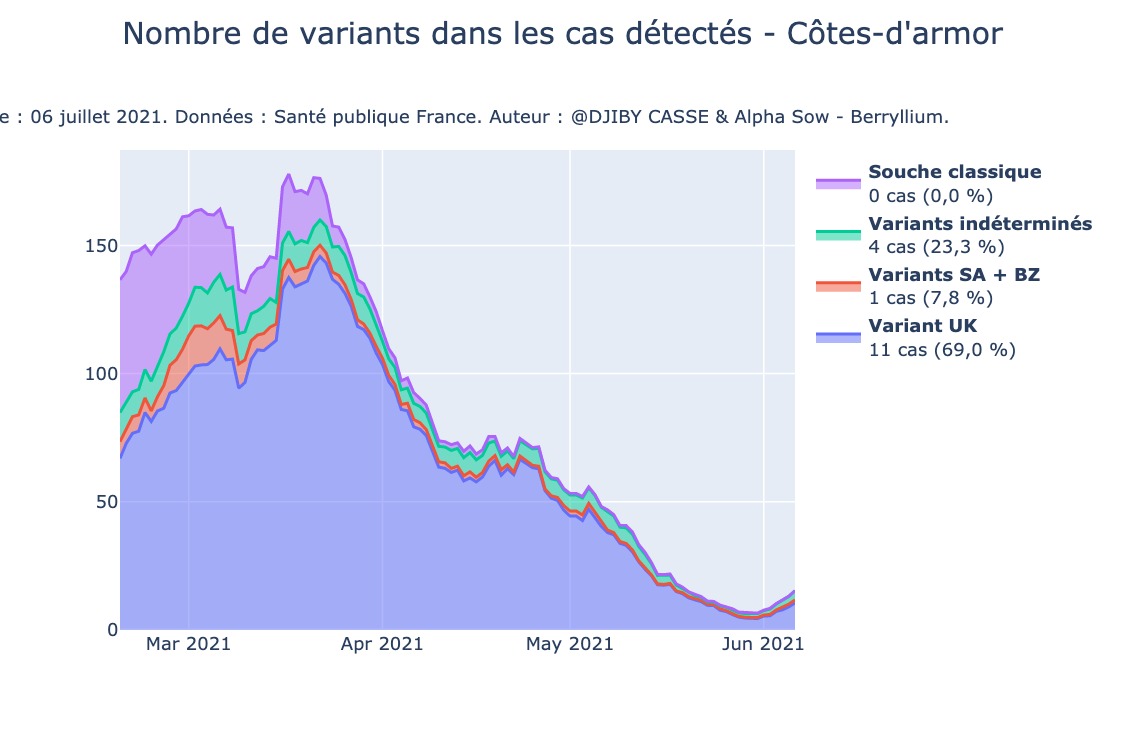 Nombre de variants dans les cas détectés - Côtes-d'armor
e : 06 juillet 2021. Données : Santé publique France. Auteur : @DJIBY CASSE & Alpha Sow - Berryllium.
Souche classique
0 cas (0,0 %)
Variants indéterminés
4 cas (23,3 %)
Variants SA + BZ
1 cas (7,8 %)
Variant UK
11 cas (69,0 %)
150
100
50
0
Mar 2021
Apr 2021
May 2021
Jun 2021